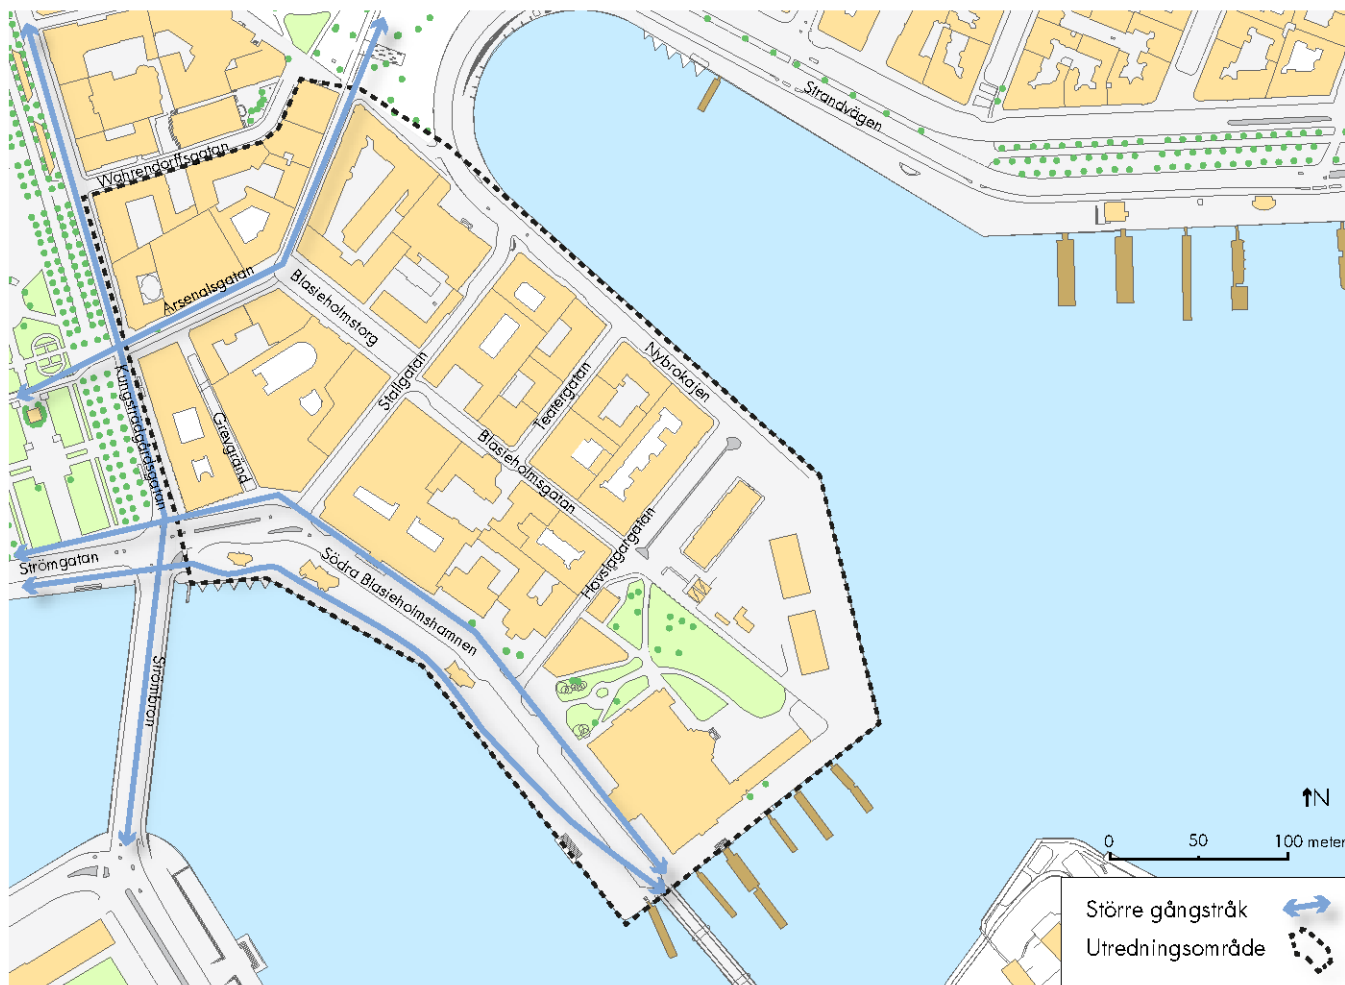 Strandvägen
Wahrendorffsgatan
Arsenalsgatan
Blasieholmstorg
Stallgatan
Nybrokajen
Teatergatan
Kungsträdgårdsgatan
Grevgränd
Blasieholmsgatan
Hovslagargatan
Strömgatan
Södra Blasieholmshamnen
Strömbron
N
0 50 100 meter
Större gångstråk
Utredningsområde